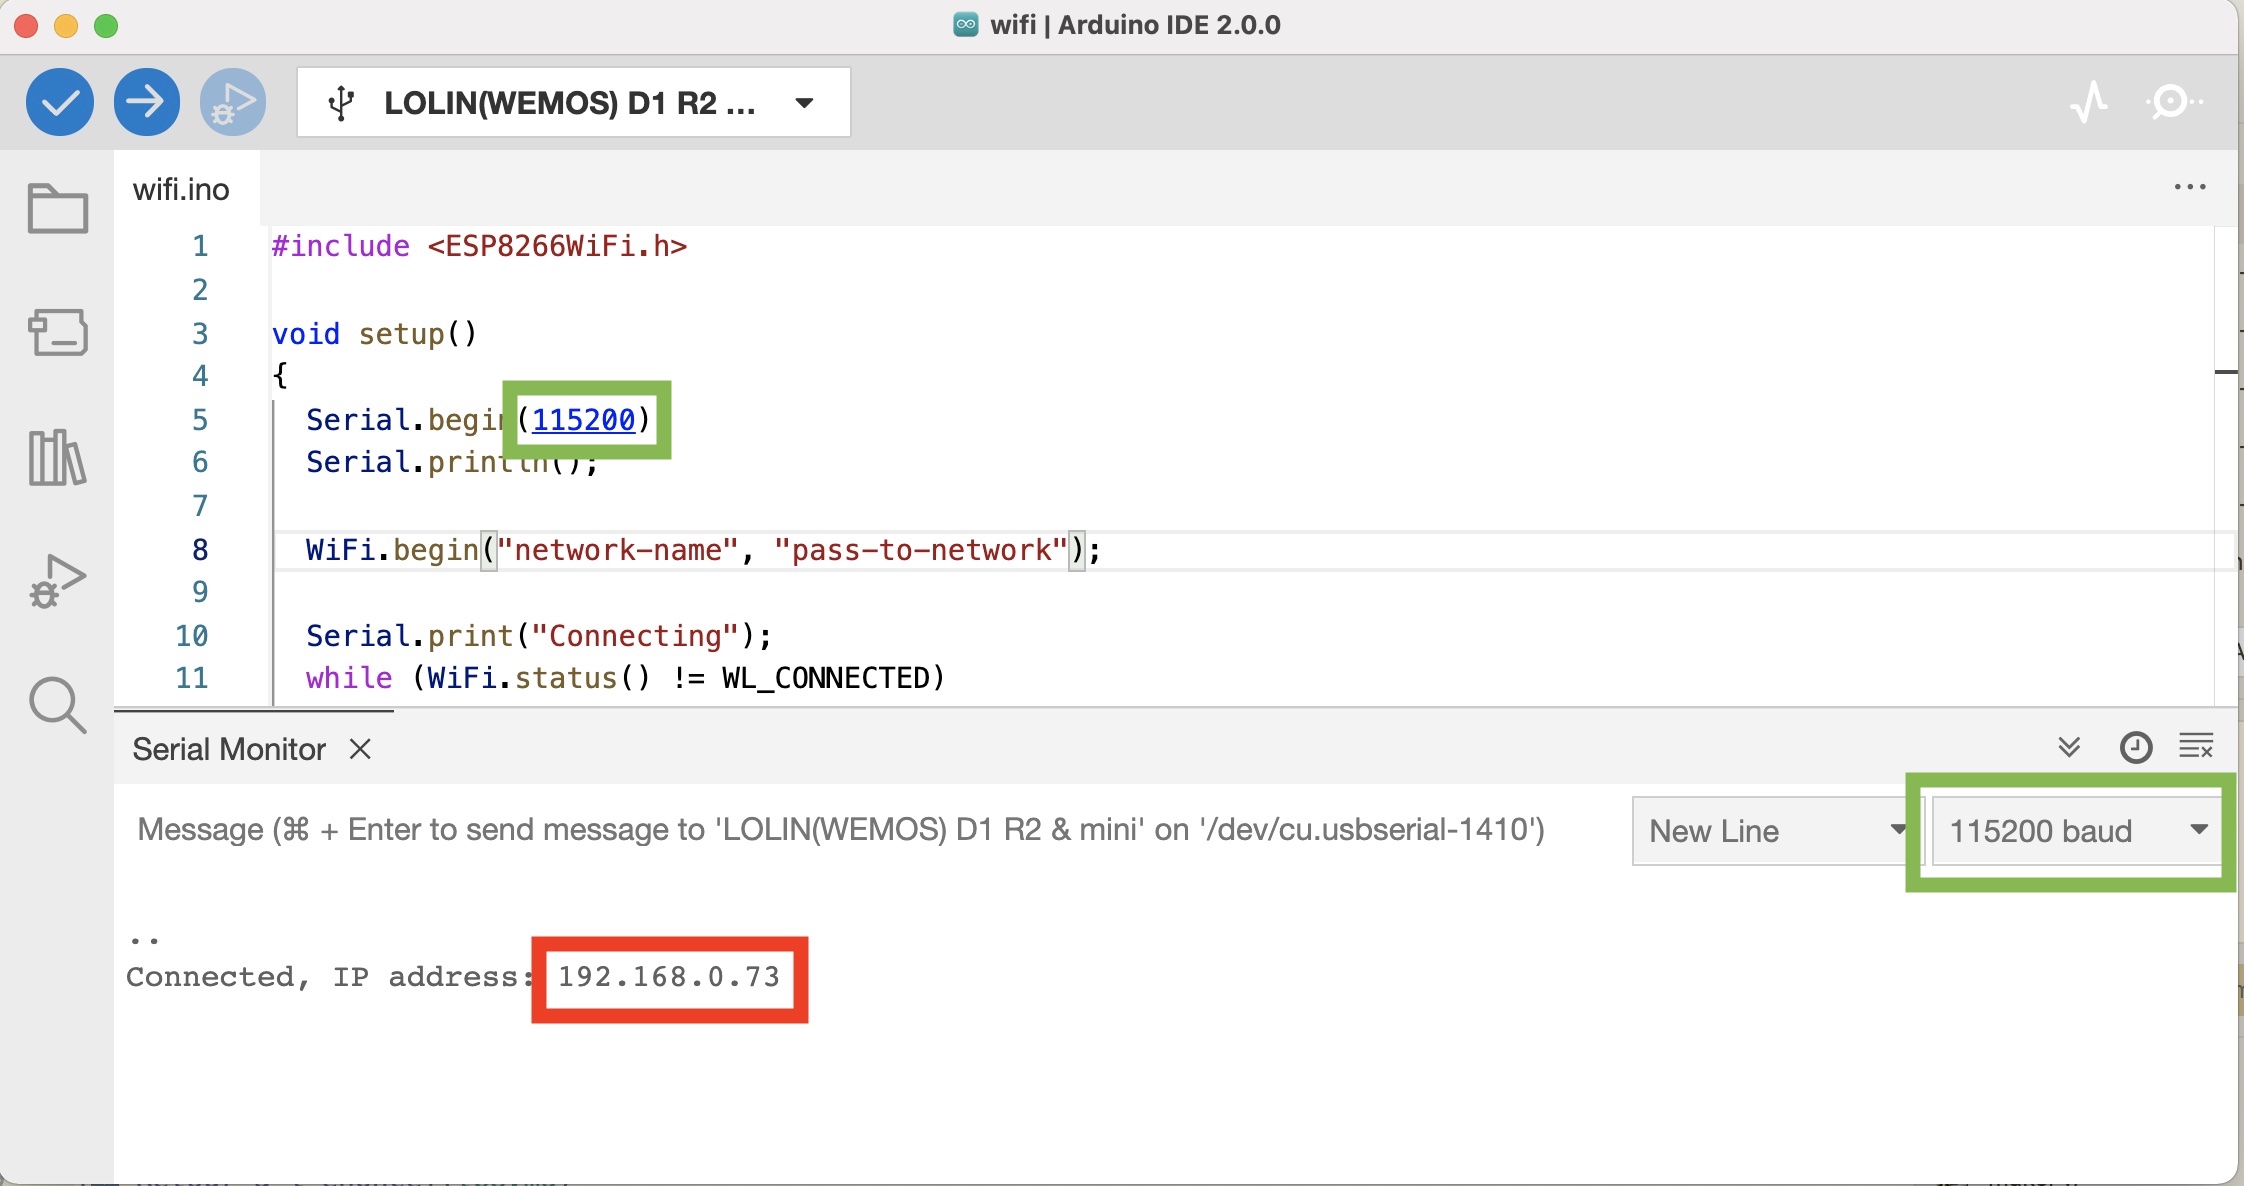 wifi | Arduino IDE 2.0.0
LOLIN(WEMOS) D1 R2 ...
wifi.ino
1 #include <ESP8266WiFi.h>
2
3 void setup()
4 {
5 Serial.begin(115200)
6 Serial.println();
7
8 WiFi.begin("network-name", "pass-to-network");
9
10 Serial.print("Connecting");
11 while (WiFi.status() != WL_CONNECTED)
Serial Monitor
Message (⌘ + Enter to send message to 'LOLIN(WEMOS) D1 R2 & mini' on '/dev/cu.usbserial-1410')
New Line
115200 baud
..
Connected, IP address: 192.168.0.73